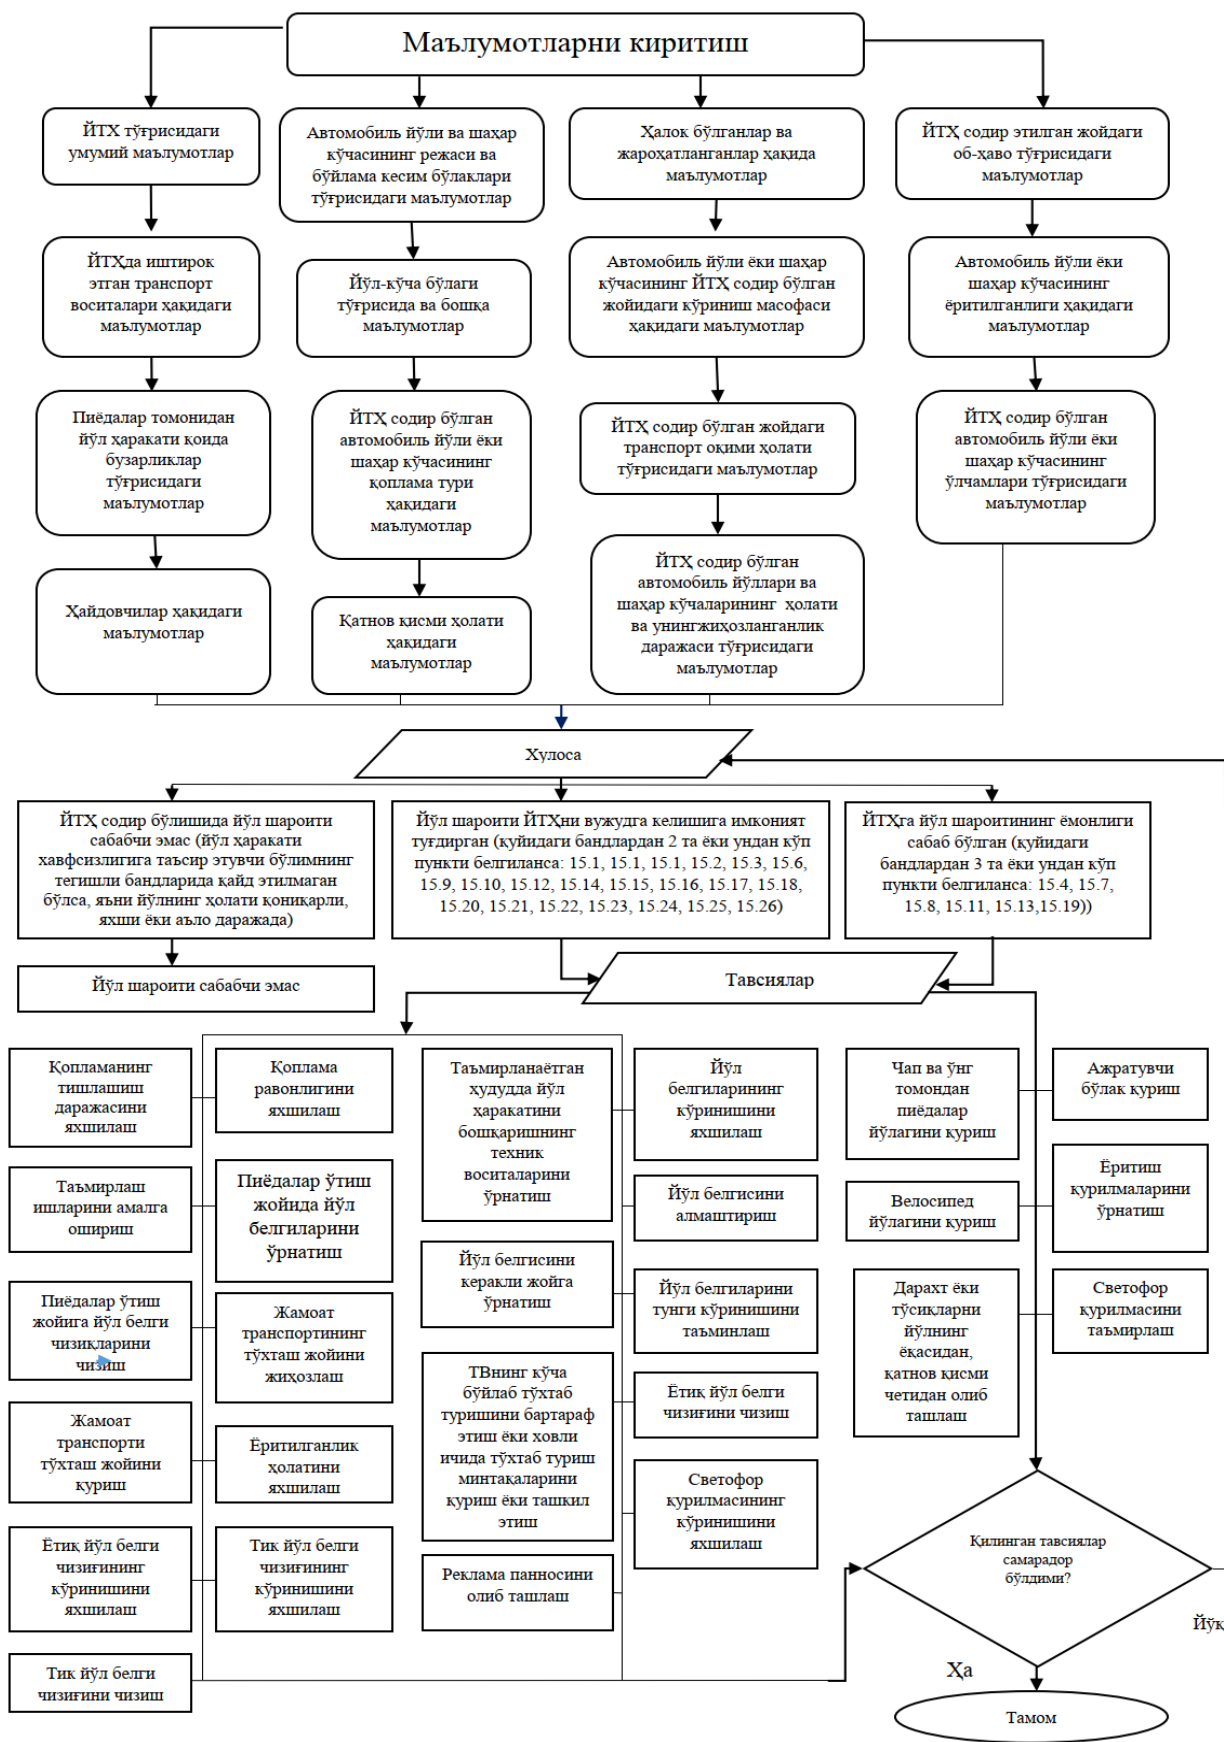 Маълумотларни киритиш
ЙТХ тўғрисидаги
умумий маълумотлар
Автомобиль йўли ва шаҳар
кўчасининг режаси ва
бўйлама кесим бўлаклари
тўғрисидаги маълумотлар
Ҳалок бўлганлар ва
жароҳатланганлар ҳақида
маълумотлар
ЙТҲ содир этилган жойдаги
об-ҳаво тўғрисидаги
маълумотлар
ЙТҲда иштирок
этган транспорт
воситалари ҳақидаги
маълумотлар
Йўл-кўча бўлаги
тўғрисида ва бошқа
маълумотлар
Автомобиль йўли ёки шаҳар
кўчасининг ЙТҲ содир бўлган
жойидаги кўриниш масофаси
ҳақидаги маълумотлар
Автомобиль йўли ёки
шаҳар кўчасининг
ёритилганлиги ҳақидаги
маълумотлар
Пиёдалар томонидан
йўл ҳаракати қоида
бузарликлар
тўғрисидаги
маълумотлар
ЙТҲ содир бўлган
автомобиль йўли ёки
шаҳар кўчасининг
қоплама тури
ҳақидаги
маълумотлар
ЙТҲ содир бўлган жойдаги
транспорт оқими ҳолати
тўғрисидаги маълумотлар
ЙТҲ содир бўлган
автомобиль йўли ёки
шаҳар кўчасининг
ўлчамлари тўғрисидаги
маълумотлар
Ҳайдовчилар ҳақидаги
маълумотлар
Қатнов қисми ҳолати
ҳақидаги
маълумотлар
ЙТҲ содир бўлган
автомобиль йўллари ва
шаҳар кўчаларининг ҳолати
ва унингжиҳозланганлик
даражаси тўғрисидаги
маълумотлар
Хулоса
ЙТҲ содир бўлишида йўл шароити
сабабчи эмас (йўл ҳаракати
хавфсизлигига таъсир этувчи бўлимнинг
тегишли бандларида қайд этилмаган
бўлса, яъни йўлнинг ҳолати қониқарли,
яхши ёки аъло даражада)
Йўл шароити ЙТҲни вужудга келишига имконият
туғдирган (қуйидаги бандлардан 2 та ёки ундан кўп
пункти белгиланса: 15.1, 15.1, 15.1, 15.2, 15.3, 15.6,
15.9, 15.10, 15.12, 15.14, 15.15, 15.16, 15.17, 15.18,
15.20, 15.21, 15.22, 15.23, 15.24, 15.25, 15.26)
ЙТҲга йўл шароитининг ёмонлиги
сабаб бўлган (қуйидаги
бандлардан 3 та ёки ундан кўп
пункти белгиланса: 15.4, 15.7,
15.8, 15.11, 15.13,15.19))
Йўл шароити сабабчи эмас
Тавсиялар
Қопламанинг
тишлашиш
даражасини
яхшилаш
Қоплама
равонлигини
яхшилаш
Таъмирланаётган
ҳудудда йўл
ҳаракатини
бошқаришнинг
техник
воситаларини
ўрнатиш
Йўл
белгиларининг
кўринишини
яхшилаш
Чап ва ўнг
томондан
пиёдалар
йўлагини қуриш
Ажратувчи
бўлак қуриш
Таъмирлаш
ишларини амалга
ошириш
Пиёдалар ўтиш
жойида йўл
белгиларини
ўрнатиш
Йўл белгисини
алмаштириш
Велосипед
йўлагини қуриш
Ёритиш
қурилмаларини
ўрнатиш
Пиёдалар ўтиш
жойига йўл белги
чизиқларини
чизиш
Жамоат
транспортининг
тўхташ жойини
жиҳозлаш
Йўл белгисини
керакли жойга
ўрнатиш
Йўл белгиларини
тунги кўринишини
таъминлаш
Дарахт ёки
тўсиқларни
йўлнинг
ёқасидан,
қатнов қисми
четидан олиб
ташлаш
Светофор
қурилмасини
таъмирлаш
Жамоат
транспорти
тўхташ жойини
қуриш
Ёритилганлик
ҳолатини
яхшилаш
ТВнинг кўча
бўйлаб тўхтаб
туришини бартараф
этиш ёки ховли
ичида тўхтаб туриш
минтақаларини
қуриш ёки ташкил
этиш
Ётиқ йўл белги
чизиғини чизиш
Светофор
қурилмасининг
кўринишини
яхшилаш
Ётиқ йўл белги
чизиғининг
кўринишини
яхшилаш
Тик йўл белги
чизиғининг
кўринишини
яхшилаш
Реклама панносини
олиб ташлаш
Қилинган тавсиялар
самарадор
бўлдими?
Йўқ
Тик йўл белги
чизиғини чизиш
Ҳа
Тамом